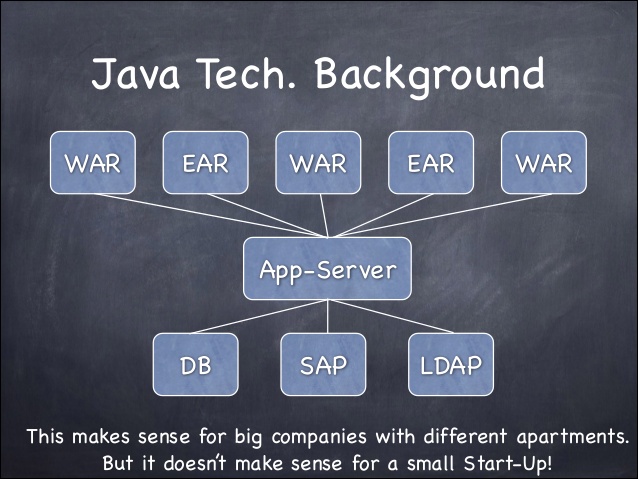 Java Tech. Background
WAR EAR WAR EAR WAR
App-Server
DB SAP LDAP
This makes sense for big companies with different apartments.
But it doesn't make sense for a small Start-Up!